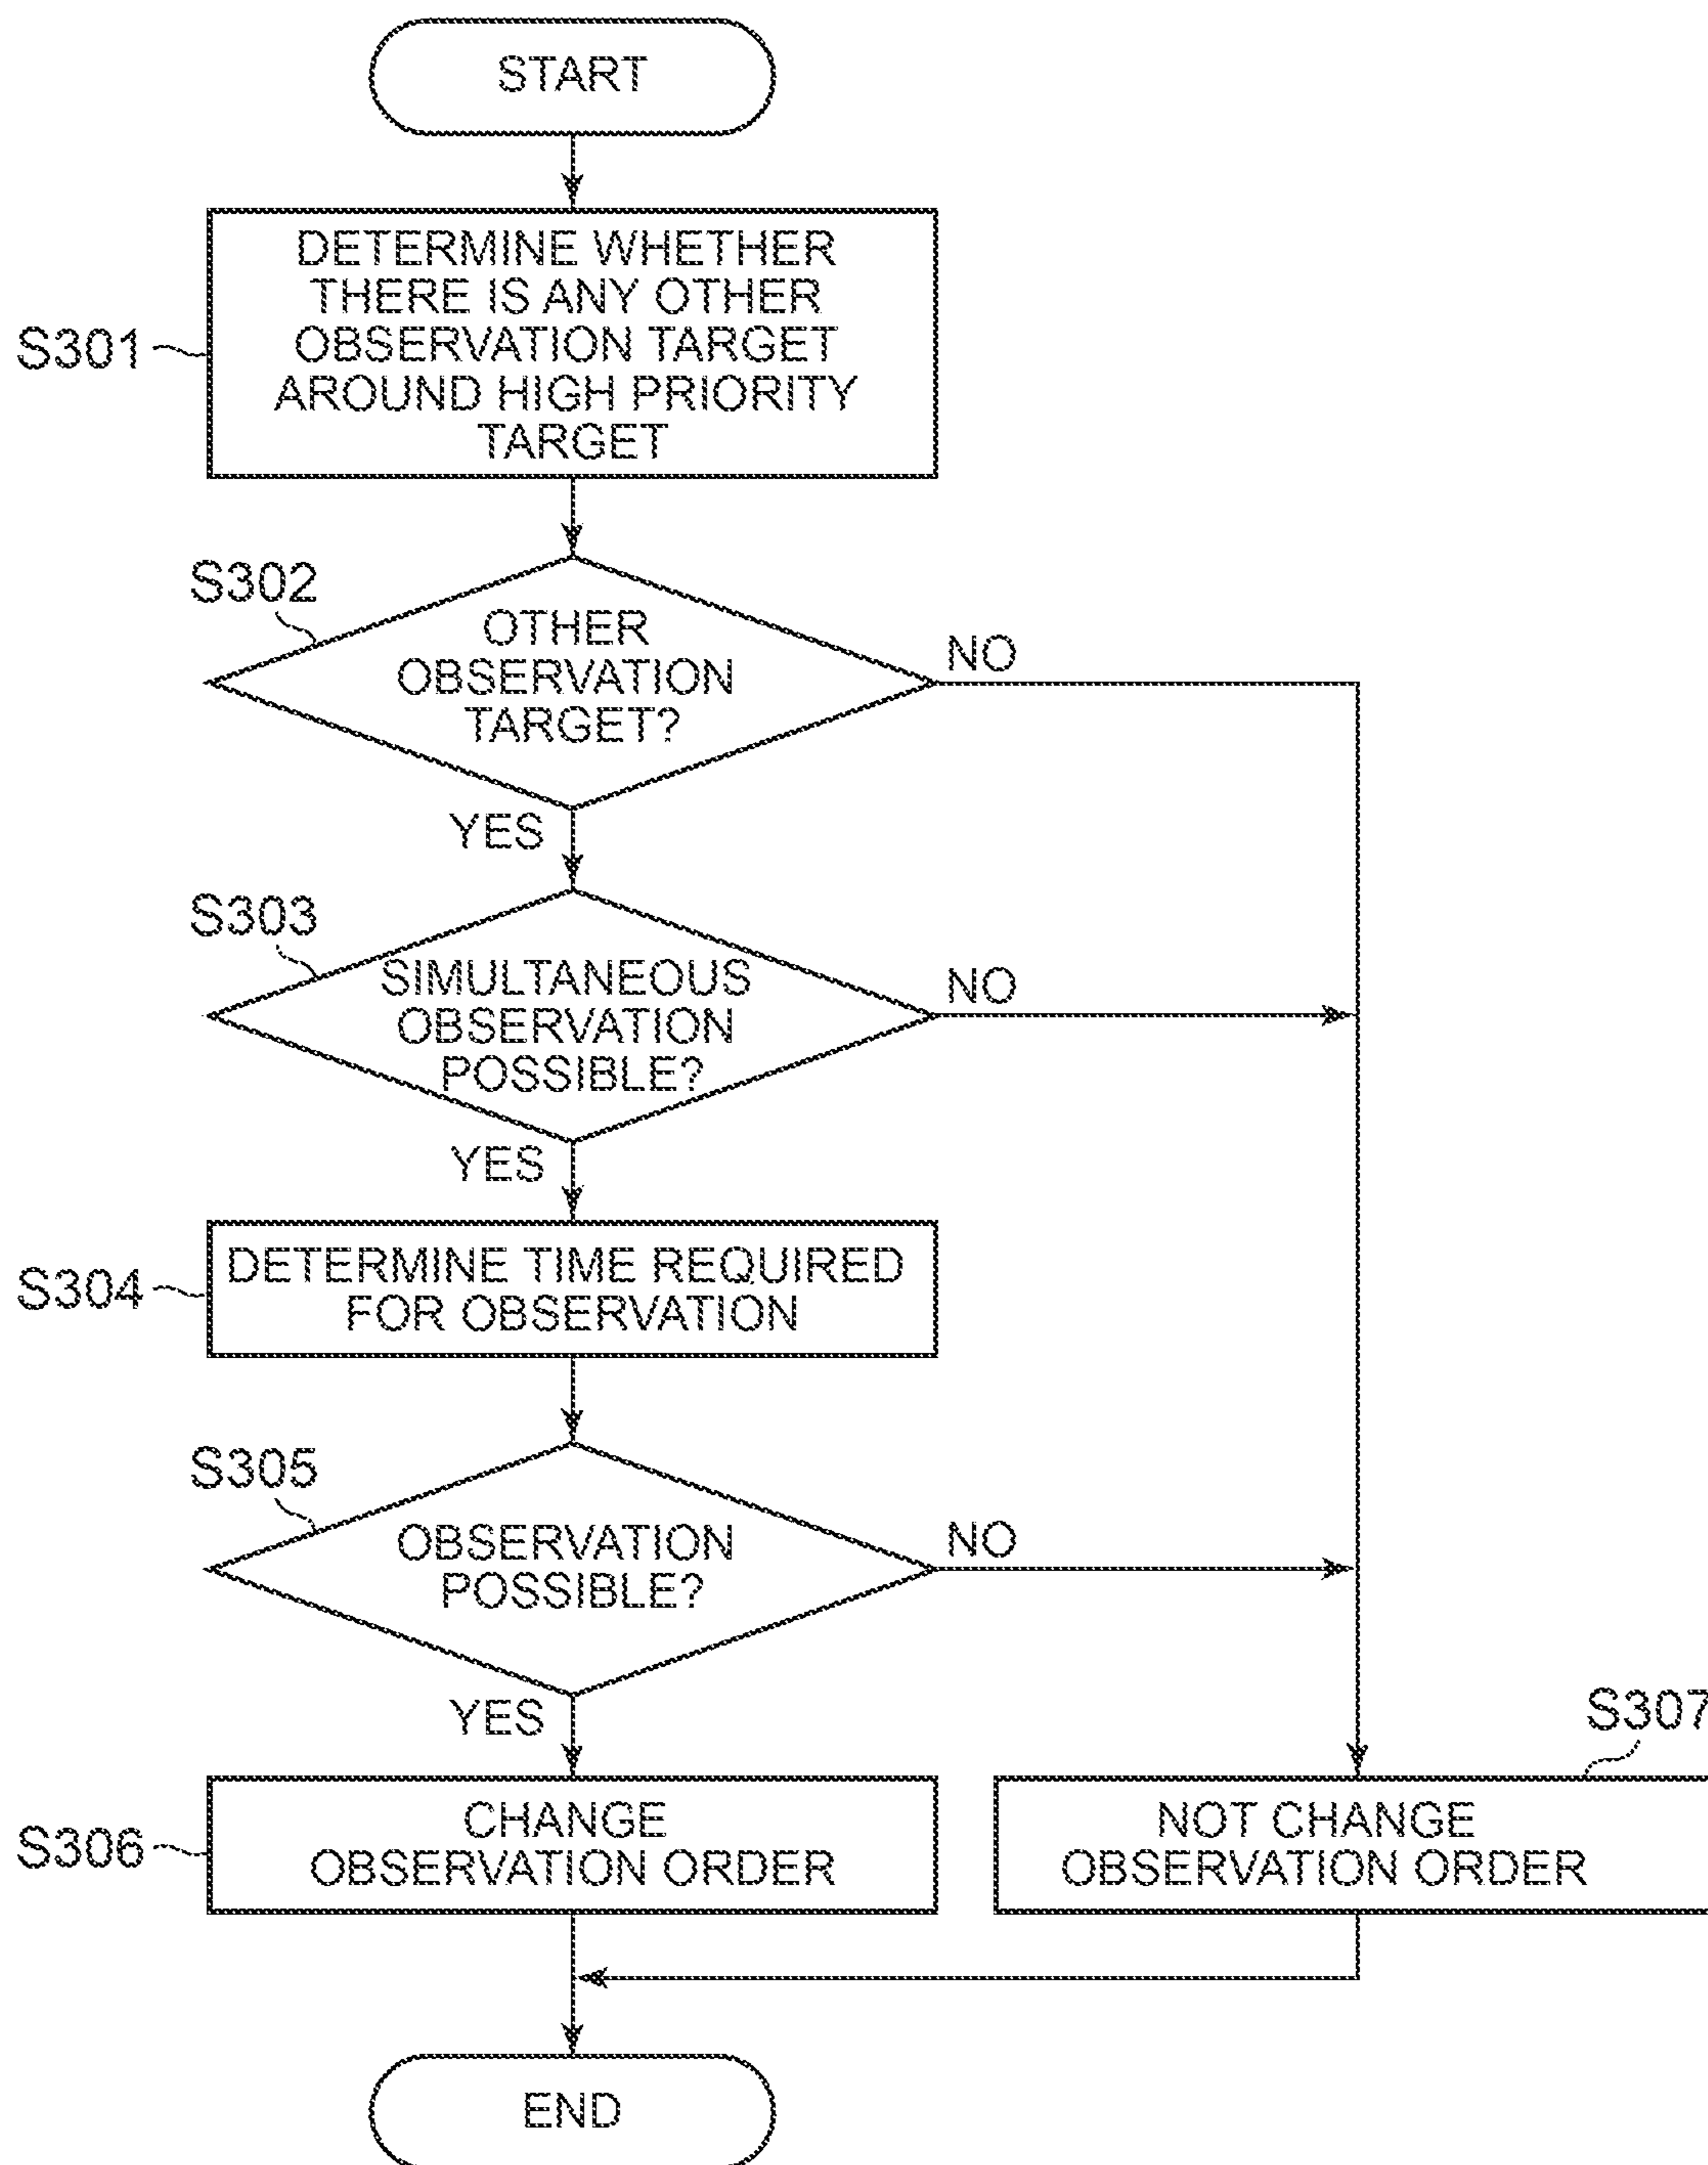 START
S301
DETERMINE WHETHER
THERE IS ANY OTHER
OBSERVATION TARGET
AROUND HIGH PRIORITY
TARGET
S302
OTHER
OBSERVATION
TARGET?
NO
YES
S303
SIMULTANEOUS
OBSERVATION
POSSIBLE?
NO
YES
S304
DETERMINE TIME REQUIRED
FOR OBSERVATION
S305
OBSERVATION
POSSIBLE?
NO
YES
S306
CHANGE
OBSERVATION ORDER
S307
NOT CHANGE
OBSERVATION ORDER
END